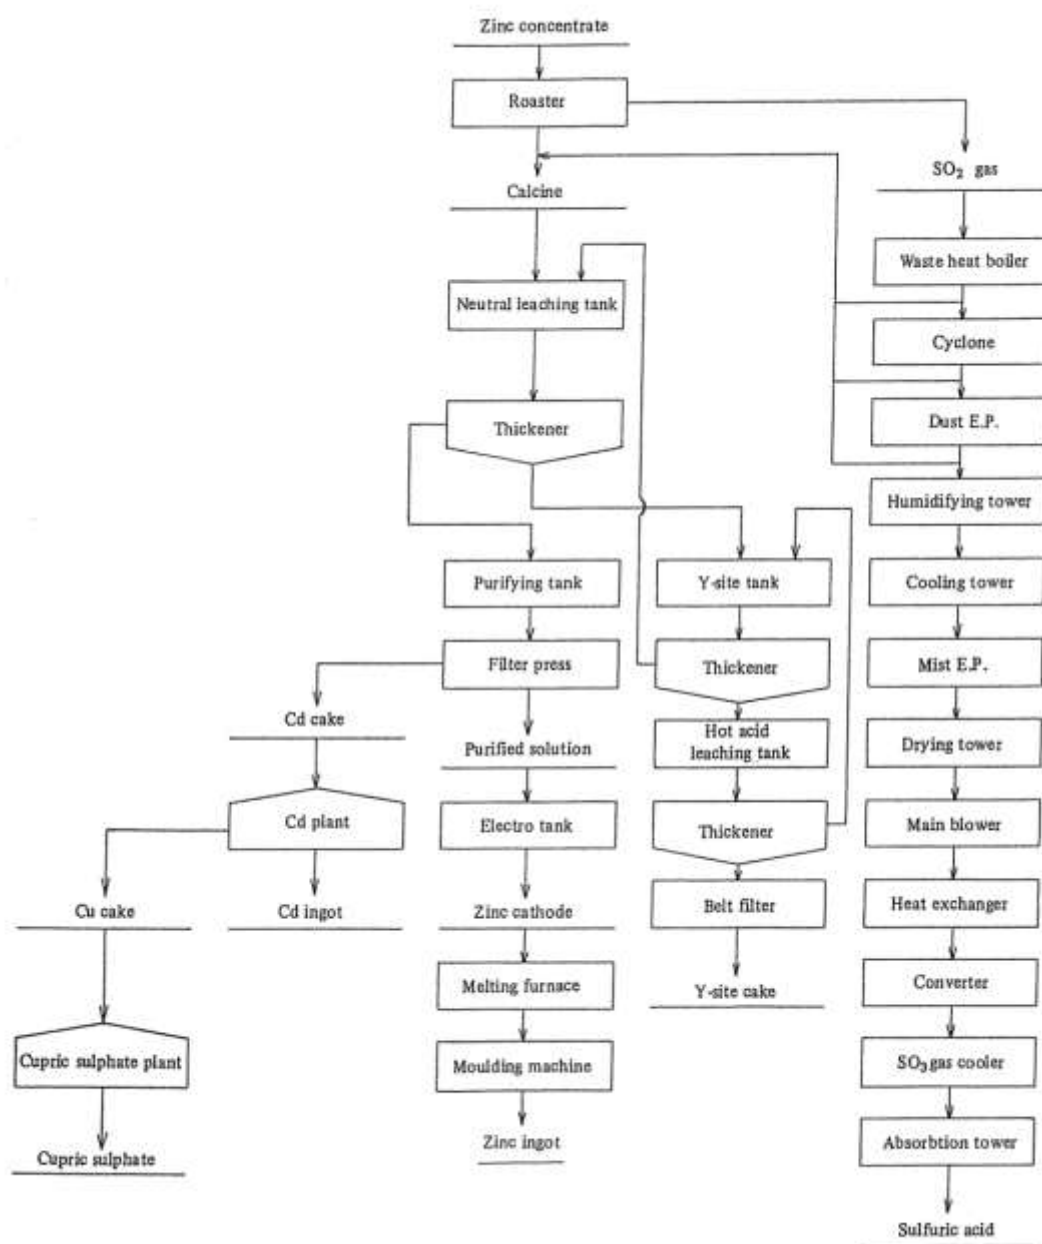 Zinc concentrate
Roaster
SO2 gas
Calcine
Waste heat boiler
Neutral leaching tank
Cyclone
Dust E.P.
Thickener
Humidifying tower
Purifying tank
Y-site tank
Cooling tower
Filter press
Thickener
Mist E.P.
Cd cake
Purified solution
Hot acid
leaching tank
Drying tower
Cd plant
Electro tank
Thickener
Main blower
Cu cake
Cd ingot
Zinc cathode
Belt filter
Heat exchanger
Melting furnace
Y-site cake
Converter
Cupric sulphate plant
Moulding machine
SO3 gas cooler
Zinc ingot
Absorbtion tower
Cupric sulphate
Sulfuric acid